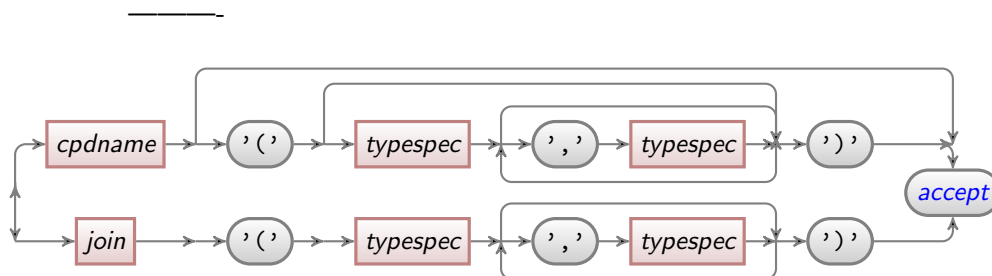 cpdname '(' typespec ',' typespec ')'
accept
join '(' typespec ',' typespec ')'